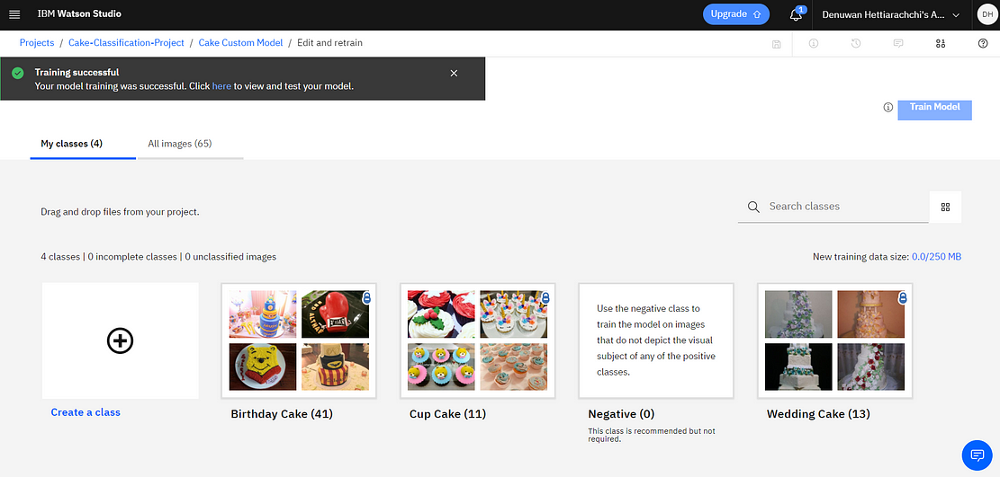 IBM Watson Studio
Upgrade
1
Denuwan Hettiarachchi's A...
DH
Projects / Cake-Classification-Project / Cake Custom Model / Edit and retrain
Training successful
Your model training was successful. Click here to view and test your model.
Train Model
My classes (4)
All images (65)
Drag and drop files from your project.
Search classes
4 classes | 0 incomplete classes | 0 unclassified images
New training data size: 0.0/250 MB
Use the negative class to
train the model on images
that do not depict the visual
subject of any of the positive
classes.
Create a class
Birthday Cake (41)
Cup Cake (11)
Negative (0)
This class is recommended but not
required.
Wedding Cake (13)